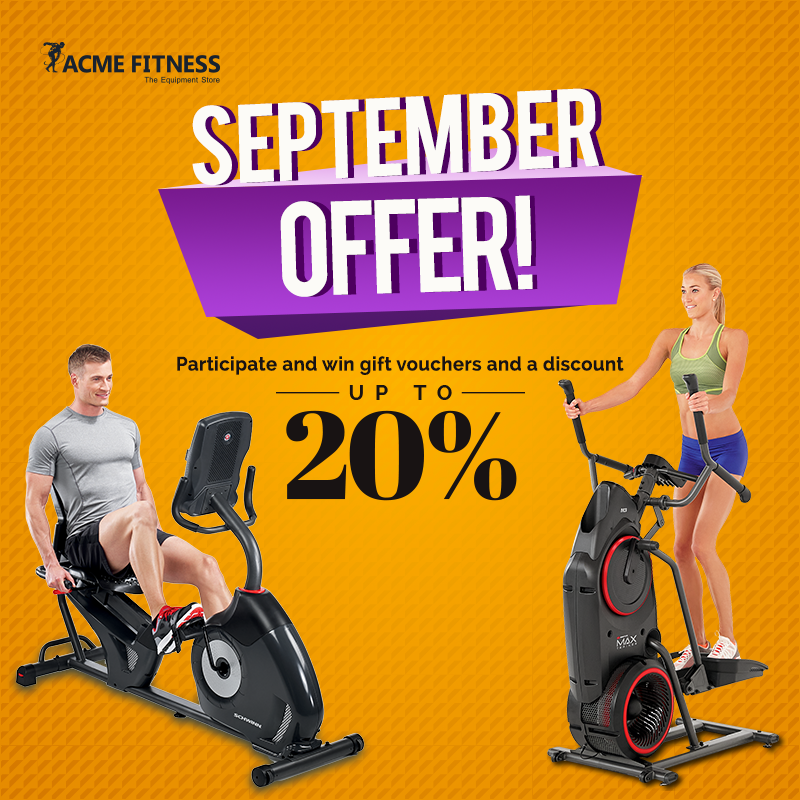 ACME FITNESS
The Equipment Store
SEPTEMBER
OFFER!
Participate and win gift vouchers and a discount
UP TO
20%
SCHWINN
MAX